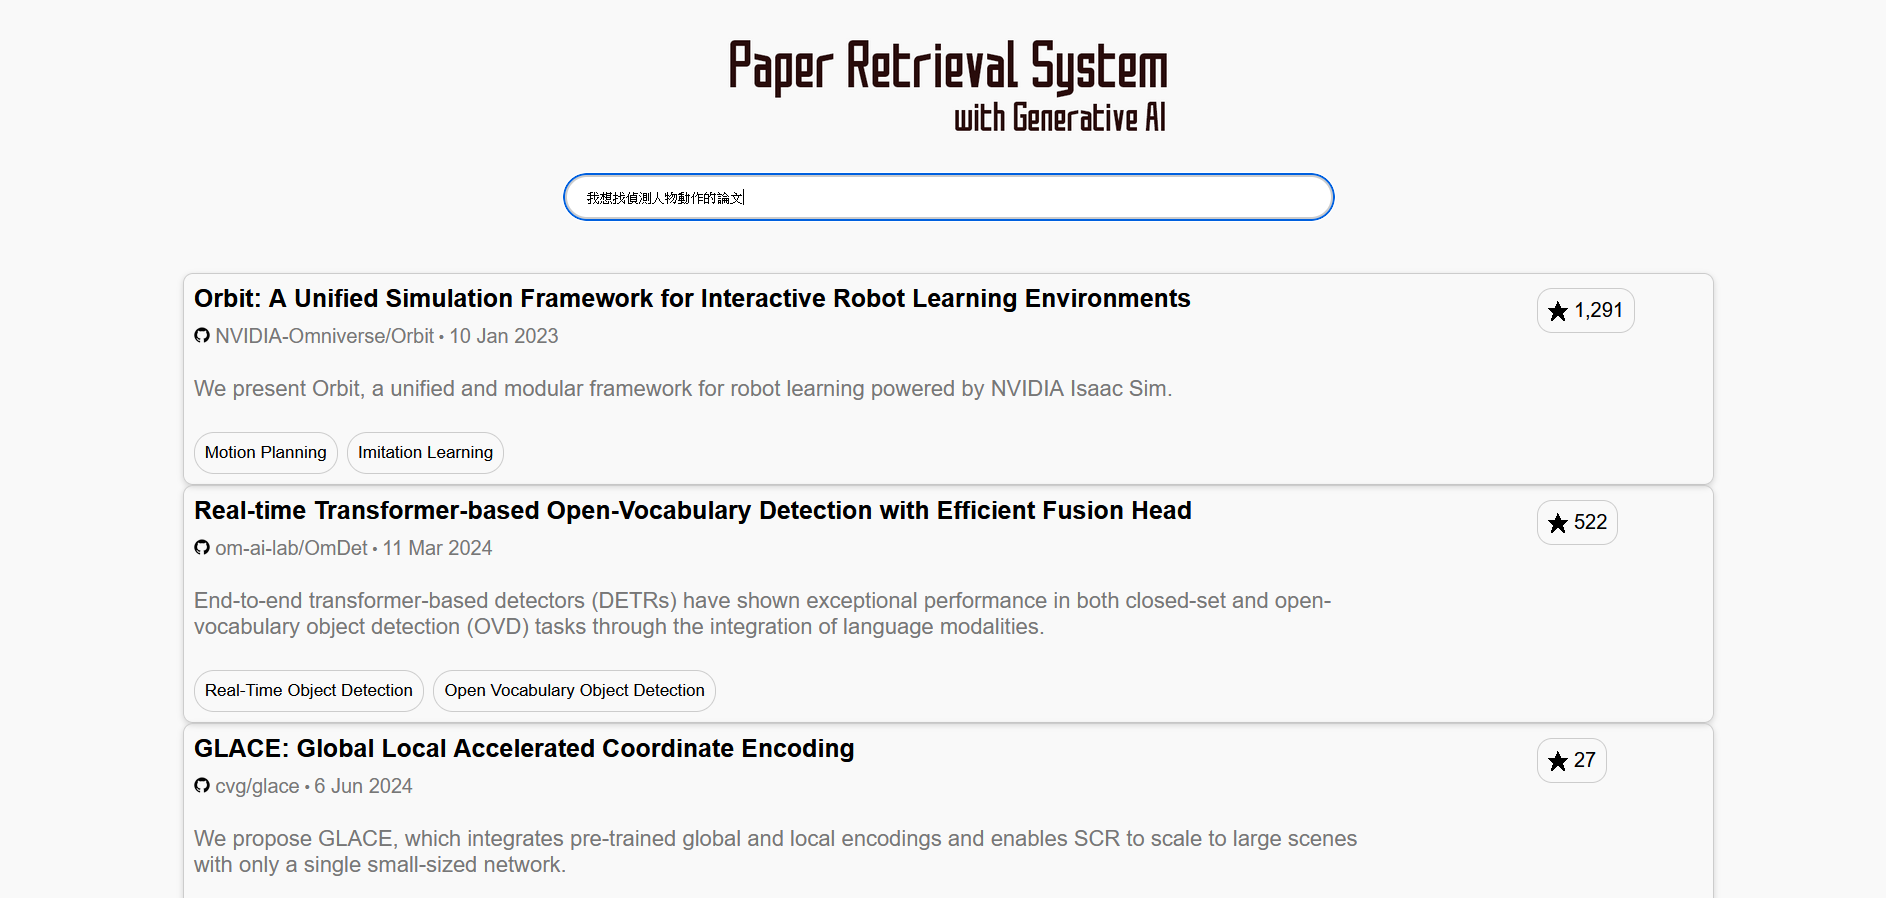 Paper Retrieval System
with Generative AI
我想找偵測人物動作的論文
Orbit: A Unified Simulation Framework for Interactive Robot Learning Environments
1,291
NVIDIA-Omniverse/Orbit • 10 Jan 2023
We present Orbit, a unified and modular framework for robot learning powered by NVIDIA Isaac Sim.
Motion Planning
Imitation Learning
Real-time Transformer-based Open-Vocabulary Detection with Efficient Fusion Head
522
om-ai-lab/OmDet • 11 Mar 2024
End-to-end transformer-based detectors (DETRs) have shown exceptional performance in both closed-set and open-
vocabulary object detection (OVD) tasks through the integration of language modalities.
Real-Time Object Detection
Open Vocabulary Object Detection
GLACE: Global Local Accelerated Coordinate Encoding
27
cvg/glace • 6 Jun 2024
We propose GLACE, which integrates pre-trained global and local encodings and enables SCR to scale to large scenes
with only a single small-sized network.